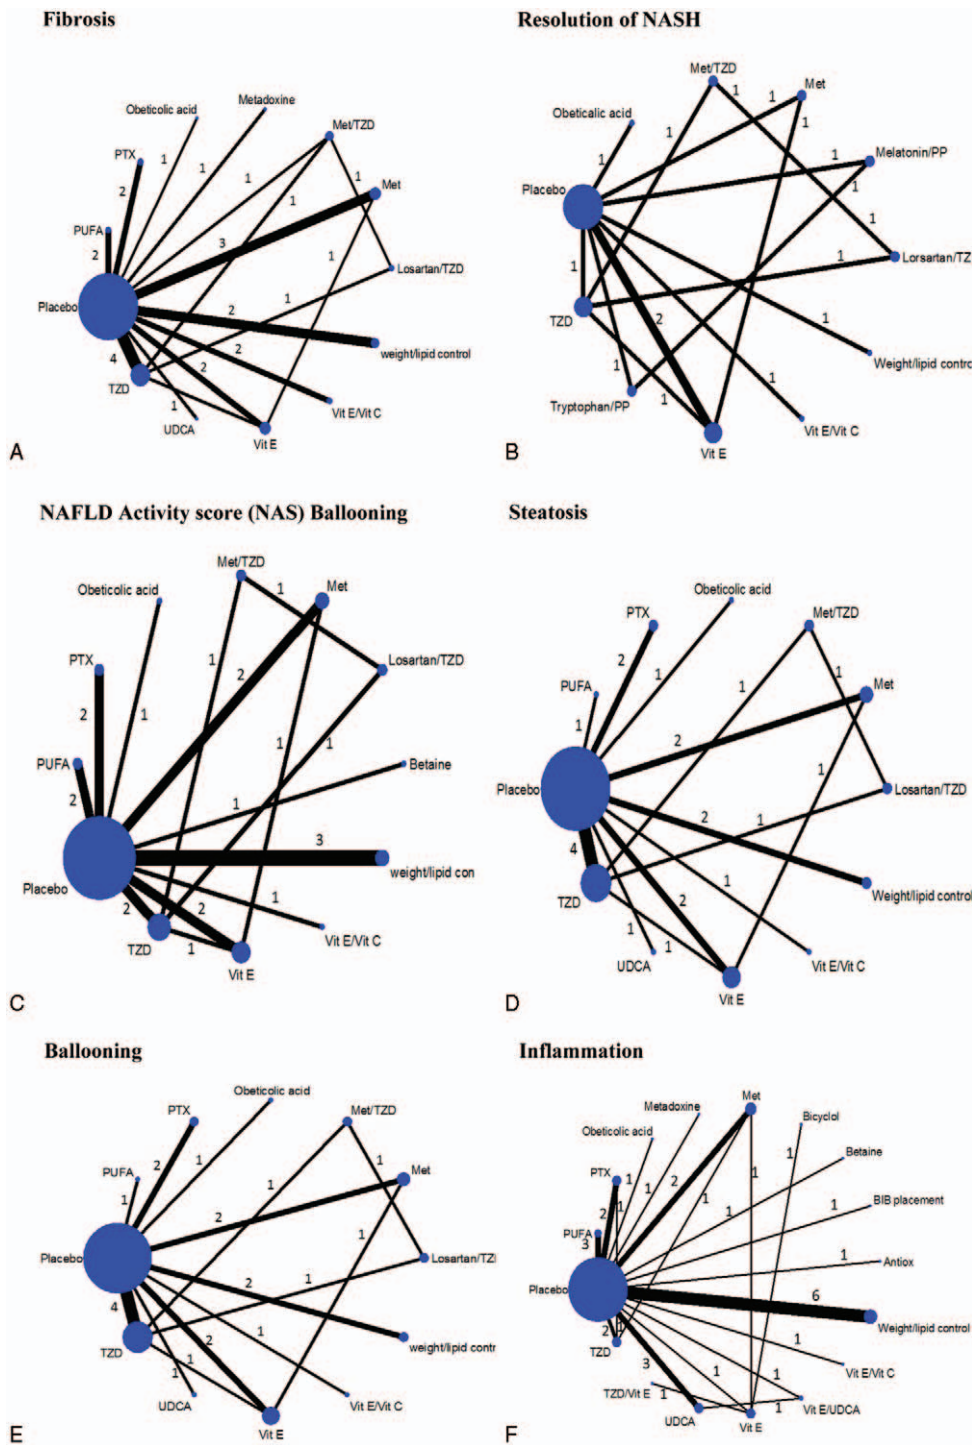 Fibrosis
Obeticolic acid
Metadoxine
Met/TZD
PTX
Met
PUFA
Losartan/TZD
Placebo
weight/lipid control
TZD
Vit E/Vit C
UDCA
Vit E
1
1
1
1
1
2
3
1
2
1
2
2
4
2
1
A
Resolution of NASH
Met/TZD
Met
Obeticalic acid
Melatonin/PP
Placebo
Lorsartan/TZ
TZD
Weight/lipid control
Tryptophan/PP
Vit E/Vit C
Vit E
1
1
1
1
1
1
1
1
1
1
1
2
1
1
1
1
B
NAFLD Activity score (NAS) Ballooning
Met/TZD
Met
Obeticolic acid
Losartan/TZD
PTX
PUFA
Betaine
Placebo
weight/lipid con
TZD
Vit E/Vit C
Vit E
1
1
2
2
1
1
1
2
1
3
1
2
2
1
C
Steatosis
Obeticolic acid
PTX
Met/TZD
PUFA
Met
Placebo
Losartan/TZD
TZD
Weight/lipid control
UDCA
Vit E/Vit C
Vit E
2
1
1
1
1
2
1
2
1
4
2
1
1
1
D
Ballooning
Obeticolic acid
PTX
Met/TZD
PUFA
Met
Placebo
Losartan/TZI
TZD
weight/lipid contr
UDCA
Vit E/Vit C
Vit E
2
1
1
1
1
2
1
2
1
4
2
1
1
1
E
Inflammation
Met
Metadoxine
Bicyclol
Obeticolic acid
Betaine
PTX
BIB placement
PUFA
Antiox
Placebo
Weight/lipid control
TZD
Vit E/Vit C
TZD/Vit E
Vit E/UDCA
UDCA
Vit E
1
1
2
1
1
1
1
2
1
1
3
1
6
2
1
3
1
1
1
1
1
F